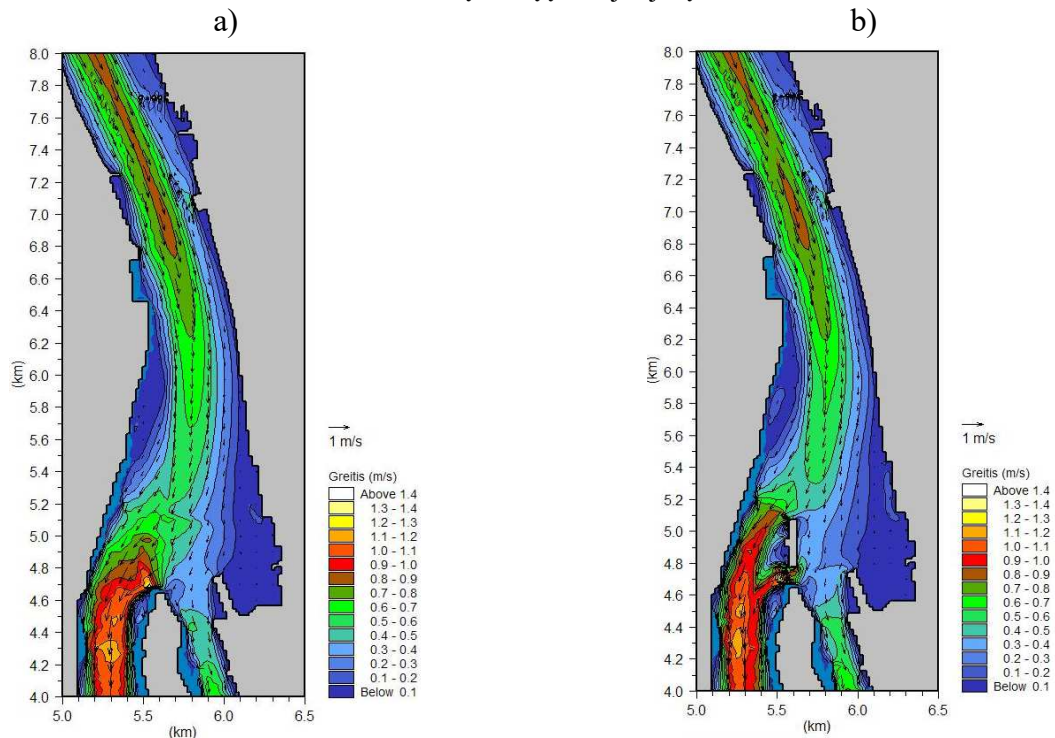 a)
b)
8.0
7.8
7.6
7.4
7.2
7.0
6.8
6.6
6.4
6.2
6.0
5.8
5.6
5.4
5.2
5.0
4.8
4.6
4.4
4.2
4.0
(km)
5.0 5.5 6.0 6.5
(km)
1 m/s
Greitis (m/s)
Above 1.4
1.3 - 1.4
1.2 - 1.3
1.1 - 1.2
1.0 - 1.1
0.9 - 1.0
0.8 - 0.9
0.7 - 0.8
0.6 - 0.7
0.5 - 0.6
0.4 - 0.5
0.3 - 0.4
0.2 - 0.3
0.1 - 0.2
Below 0.1
8.0
7.8
7.6
7.4
7.2
7.0
6.8
6.6
6.4
6.2
6.0
5.8
5.6
5.4
5.2
5.0
4.8
4.6
4.4
4.2
4.0
(km)
5.0 5.5 6.0 6.5
(km)
1 m/s
Greitis (m/s)
Above 1.4
1.3 - 1.4
1.2 - 1.3
1.1 - 1.2
1.0 - 1.1
0.9 - 1.0
0.8 - 0.9
0.7 - 0.8
0.6 - 0.7
0.5 - 0.6
0.4 - 0.5
0.3 - 0.4
0.2 - 0.3
0.1 - 0.2
Below 0.1